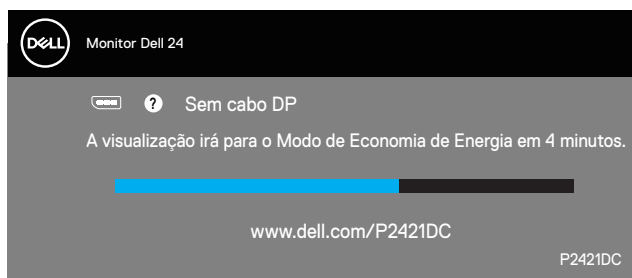 DELL
Monitor Dell 24
? Sem cabo DP
A visualização irá para o Modo de Economia de Energia em 4 minutos.
www.dell.com/P2421DC
P2421DC